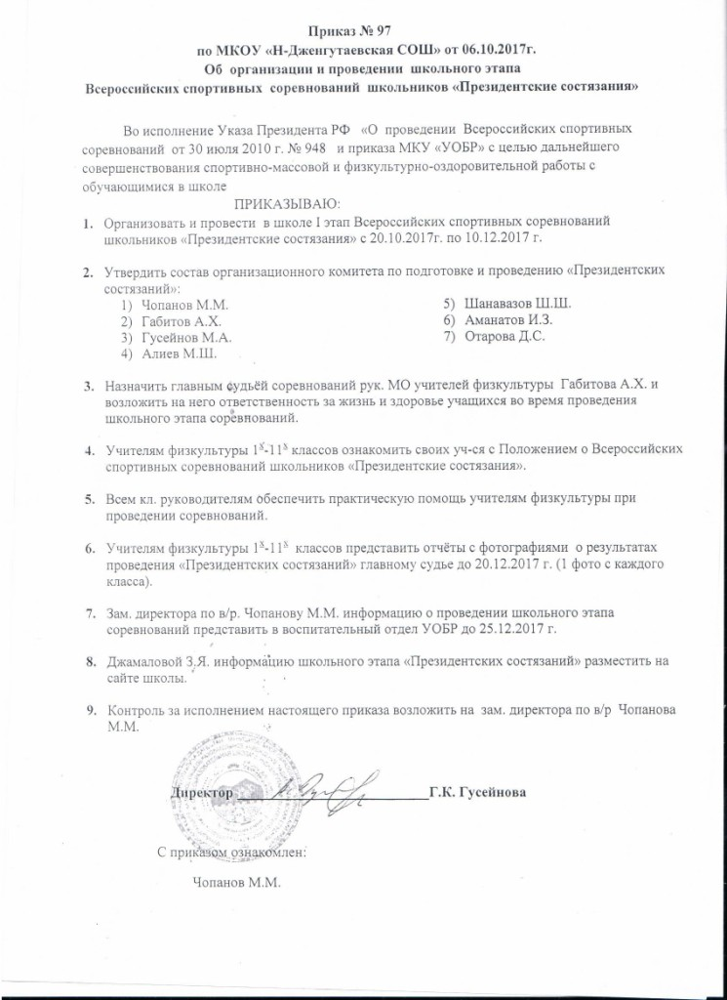 Приказ № 97
по МКОУ «Н-Дженгутаевская СОШ» от 06.10.2017г.
Об организации и проведении школьного этапа
Всероссийских спортивных соревнований школьников «Президентские состязания»
Во исполнение Указа Президента РФ «О проведении Всероссийских спортивных
соревнований от 30 июля 2010 г. № 948 и приказа МКУ «УОБР» с целью дальнейшего
совершенствования спортивно-массовой и физкультурно-оздоровительной работы с
обучающимися в школе
ПРИКАЗЫВАЮ:
1. Организовать и провести в школе I этап Всероссийских спортивных соревнований
школьников «Президентские состязания» с 20.10.2017г. по 10.12.2017 г.
2. Утвердить состав организационного комитета по подготовке и проведению «Президентских
состязаний»:
1) Чопанов М.М.
2) Габитов А.Х.
3) Гусейнов М.А.
4) Алиев М.Ш.
5) Шанавазов Ш.Ш.
6) Аманатов И.З.
7) Отарова Д.С.
3. Назначить главным судьёй соревнований рук. МО учителей физкультуры Габитова А.Х. и
возложить на него ответственность за жизнь и здоровье учащихся во время проведения
школьного этапа соревнований.
4. Учителям физкультуры 1ˣ-11ˣ классов ознакомить своих уч-ся с Положением о Всероссийских
спортивных соревнований школьников «Президентские состязания».
5. Всем кл. руководителям обеспечить практическую помощь учителям физкультуры при
проведении соревнований.
6. Учителям физкультуры 1ˣ-11ˣ классов представить отчёты с фотографиями о результатах
проведения «Президентских состязаний» главному судье до 20.12.2017 г. (1 фото с каждого
класса).
7. Зам. директора по в/р. Чопанову М.М. информацию о проведении школьного этапа
соревнований представить в воспитательный отдел УОБР до 25.12.2017 г.
8. Джамаловой З.Я. информацию школьного этапа «Президентских состязаний» разместить на
сайте школы.
9. Контроль за исполнением настоящего приказа возложить на зам. директора по в/р Чопанова
М.М.
Директор Г.К. Гусейнова
С приказом ознакомлен:
Чопанов М.М.